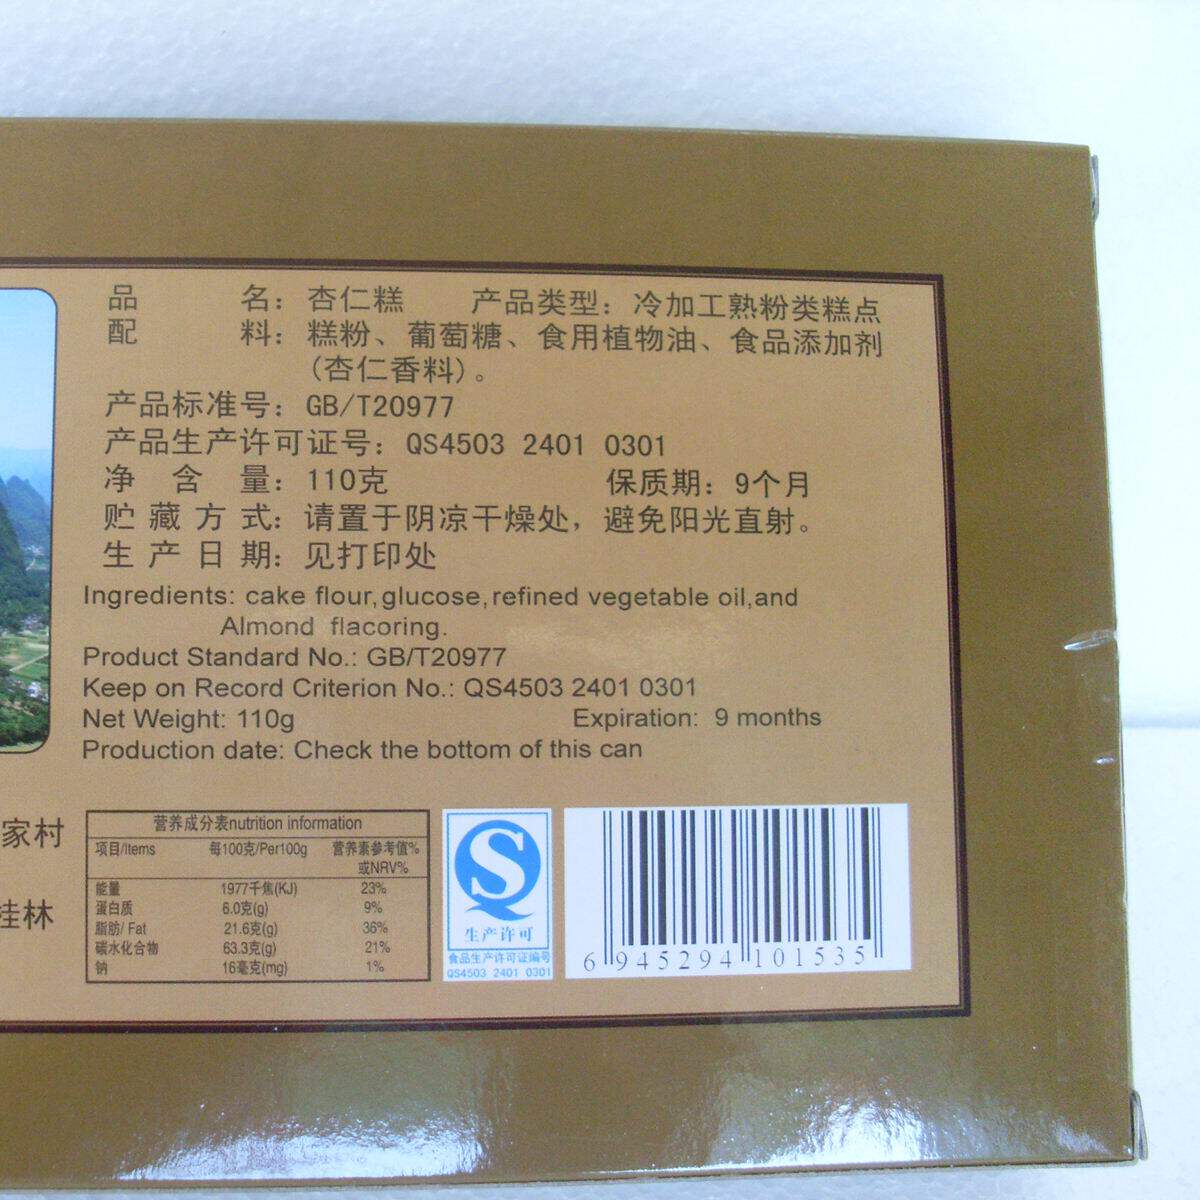 品 名：杏仁糕 产品类型：冷加工熟粉类糕点
配 料：糕粉、葡萄糖、食用植物油、食品添加剂
(杏仁香料)。
产品标准号：GB/T20977
产品生产许可证号：QS4503 2401 0301
净 含 量：110克 保质期：9个月
贮 藏 方 式：请置于阴凉干燥处，避免阳光直射。
生 产 日 期：见打印处
Ingredients: cake flour,glucose,refined vegetable oil,and
Almond flacoring.
Product Standard No.: GB/T20977
Keep on Record Criterion No.: QS4503 2401 0301
Net Weight: 110g Expiration: 9 months
Production date: Check the bottom of this can
家村
桂林
营养成分表nutrition information
项目/Items 每100克/Per100g 营养素参考值%
或NRV%
能量 1977千焦(KJ) 23%
蛋白质 6.0克(g) 9%
脂肪/ Fat 21.6克(g) 36%
碳水化合物 63.3克(g) 21%
钠 16毫克(mg) 1%
QS
生产许可
食品生产许可证编号
QS4503 2401 0301
6 945294 101535